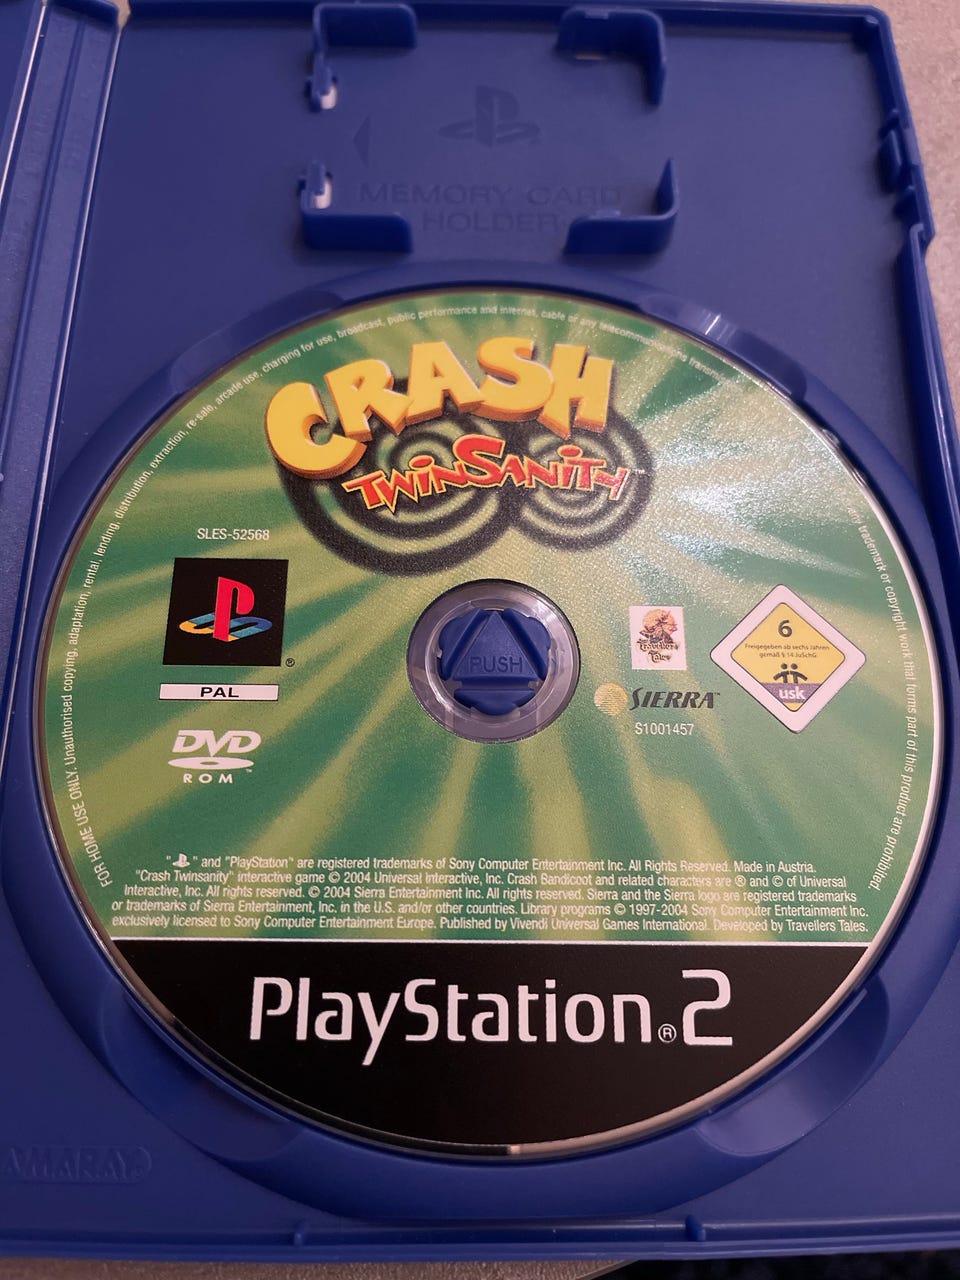 MEMORY CARD
HOLDER
FOR HOME USE ONLY. Unauthorised copying, adaptation, rental, lending, distribution, extraction, re-sale, arcade use, charging for use, broadcast, public performance and internet, cable or any telecommunications transmission
trademark or copyright work that forms part of this product are prohibited.
CRASH
TWINSANITY™
SLES-52568
®
PAL
DVD
ROM™
PUSH
Traveller's
Tales
SIERRA™
S1001457
6
Freigegeben ab sechs Jahren
gemäß § 14 JuSchG
usk
" " and "PlayStation" are registered trademarks of Sony Computer Entertainment Inc. All Rights Reserved. Made in Austria.
"Crash Twinsanity" interactive game © 2004 Universal Interactive, Inc. Crash Bandicoot and related characters are ® and © of Universal
Interactive, Inc. All rights reserved. © 2004 Sierra Entertainment Inc. All rights reserved. Sierra and the Sierra logo are registered trademarks
or trademarks of Sierra Entertainment, Inc. in the U.S. and/or other countries. Library programs © 1997-2004 Sony Computer Entertainment Inc.
exclusively licensed to Sony Computer Entertainment Europe. Published by Vivendi Universal Games International. Developed by Travellers Tales.
PlayStation®2
AMARAY®